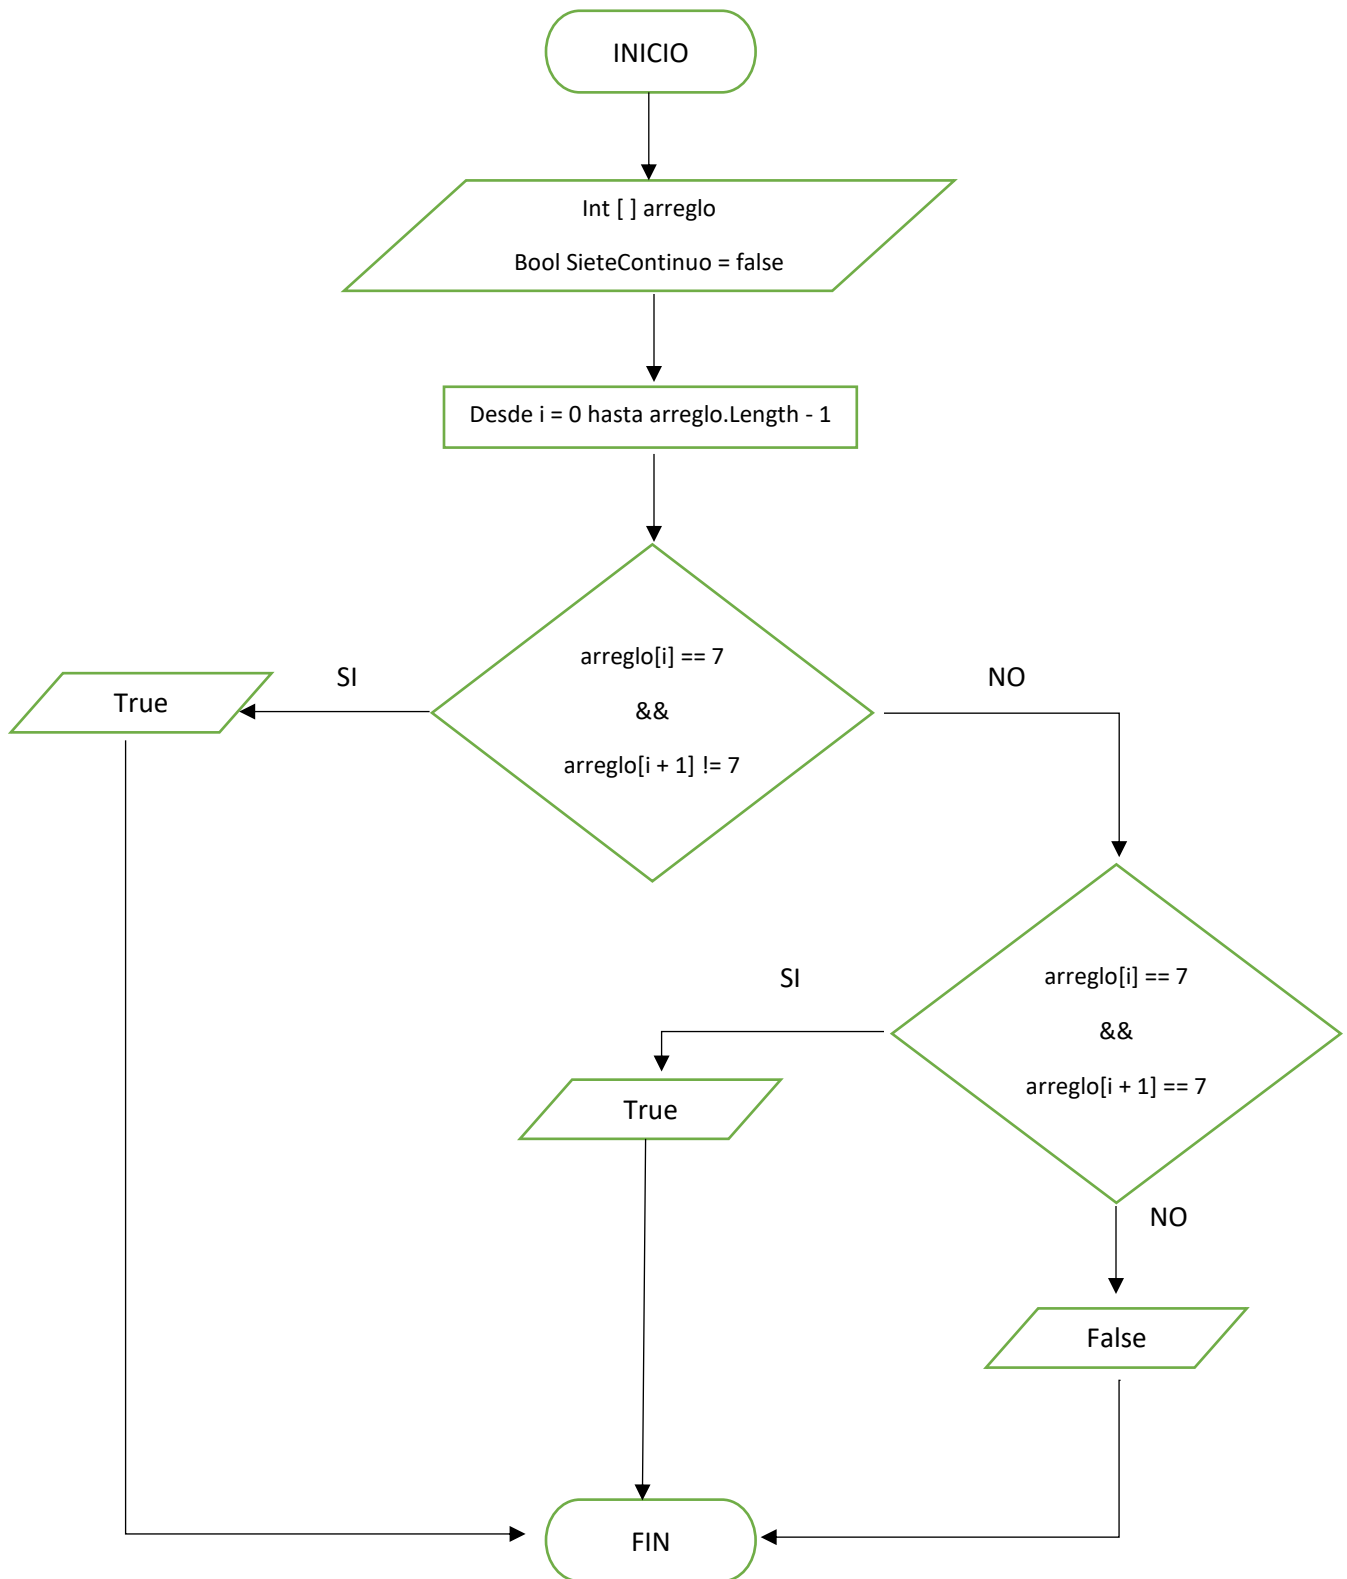 INICIO
Int [ ] arreglo
Bool SieteContinuo = false
Desde i = 0 hasta arreglo.Length - 1
arreglo[i] == 7
&&
arreglo[i + 1] != 7
SI
NO
True
arreglo[i] == 7
&&
arreglo[i + 1] == 7
SI
NO
True
False
FIN